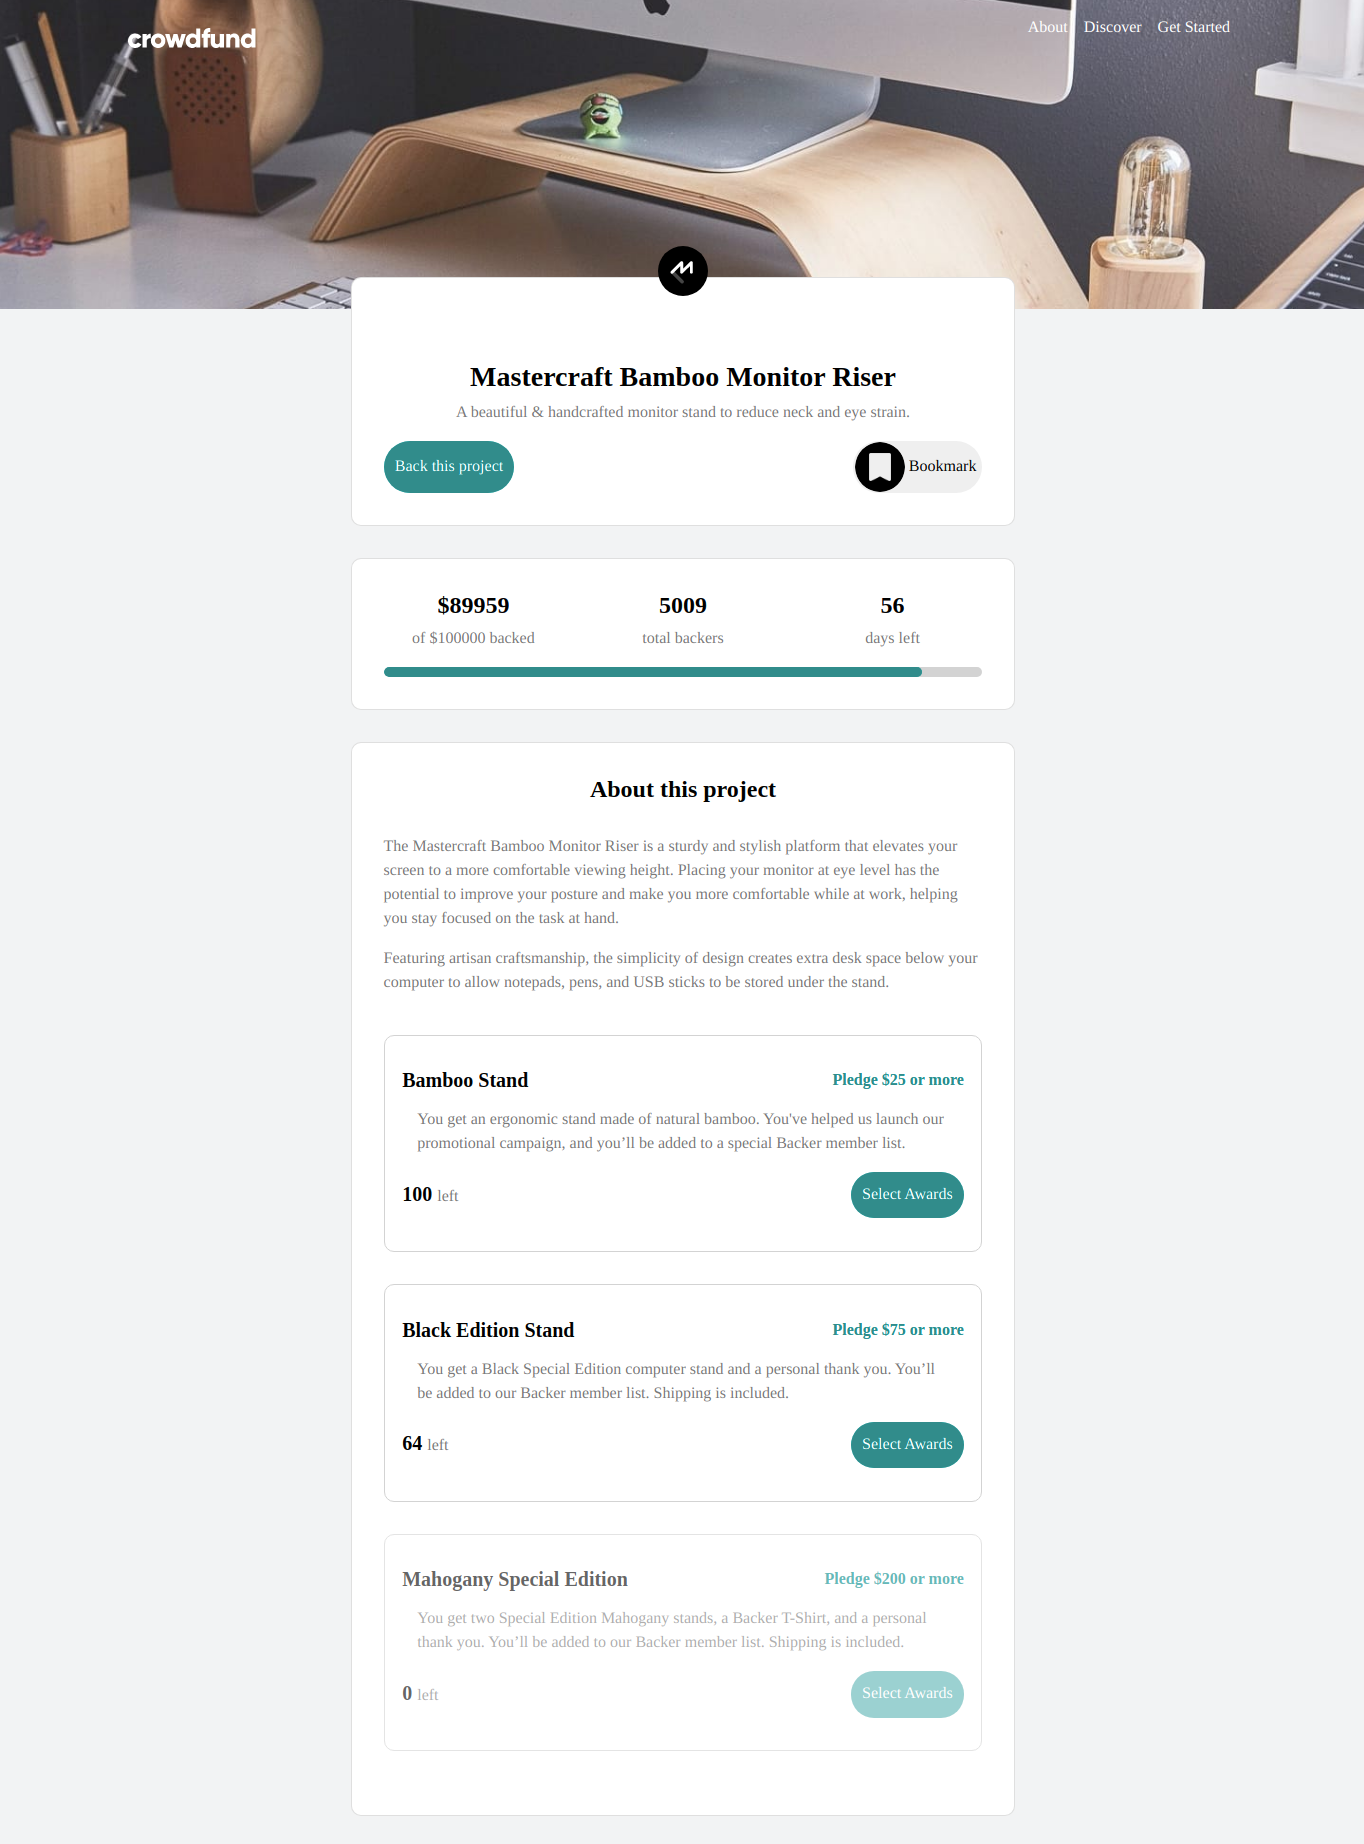 crowdfund
About Discover Get Started
Mastercraft Bamboo Monitor Riser
A beautiful & handcrafted monitor stand to reduce neck and eye strain.
Back this project
Bookmark
$89959
of $100000 backed
5009
total backers
56
days left
About this project
The Mastercraft Bamboo Monitor Riser is a sturdy and stylish platform that elevates your
screen to a more comfortable viewing height. Placing your monitor at eye level has the
potential to improve your posture and make you more comfortable while at work, helping
you stay focused on the task at hand.
Featuring artisan craftsmanship, the simplicity of design creates extra desk space below your
computer to allow notepads, pens, and USB sticks to be stored under the stand.
Bamboo Stand
Pledge $25 or more
You get an ergonomic stand made of natural bamboo. You've helped us launch our
promotional campaign, and you’ll be added to a special Backer member list.
100 left
Select Awards
Black Edition Stand
Pledge $75 or more
You get a Black Special Edition computer stand and a personal thank you. You’ll
be added to our Backer member list. Shipping is included.
64 left
Select Awards
Mahogany Special Edition
Pledge $200 or more
You get two Special Edition Mahogany stands, a Backer T-Shirt, and a personal
thank you. You’ll be added to our Backer member list. Shipping is included.
0 left
Select Awards